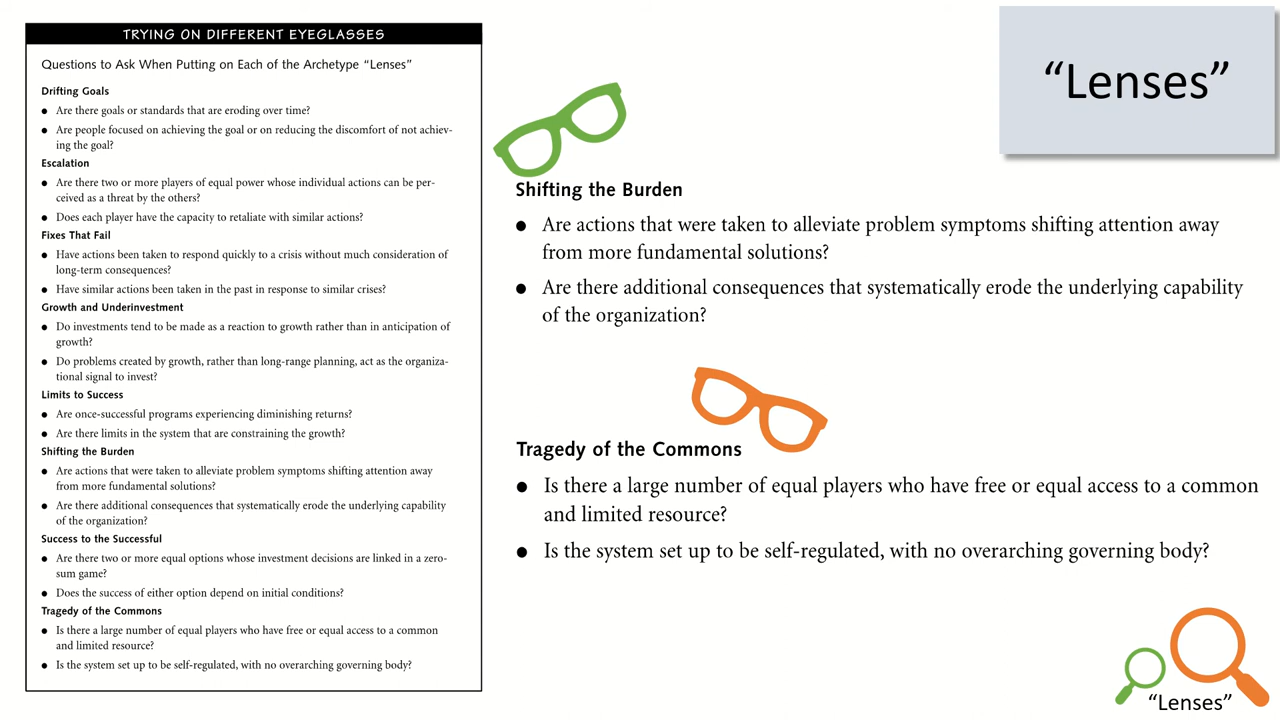 TRYING ON DIFFERENT EYEGLASSES
Questions to Ask When Putting on Each of the Archetype “Lenses”
Drifting Goals
● Are there goals or standards that are eroding over time?
● Are people focused on achieving the goal or on reducing the discomfort of not achiev-
ing the goal?
Escalation
● Are there two or more players of equal power whose individual actions can be per-
ceived as a threat by the others?
● Does each player have the capacity to retaliate with similar actions?
Fixes That Fail
● Have actions been taken to respond quickly to a crisis without much consideration of
long-term consequences?
● Have similar actions been taken in the past in response to similar crises?
Growth and Underinvestment
● Do investments tend to be made as a reaction to growth rather than in anticipation of
growth?
● Do problems created by growth, rather than long-range planning, act as the organiza-
tional signal to invest?
Limits to Success
● Are once-successful programs experiencing diminishing returns?
● Are there limits in the system that are constraining the growth?
Shifting the Burden
● Are actions that were taken to alleviate problem symptoms shifting attention away
from more fundamental solutions?
● Are there additional consequences that systematically erode the underlying capability
of the organization?
Success to the Successful
● Are there two or more equal options whose investment decisions are linked in a zero-
sum game?
● Does the success of either option depend on initial conditions?
Tragedy of the Commons
● Is there a large number of equal players who have free or equal access to a common
and limited resource?
● Is the system set up to be self-regulated, with no overarching governing body?
“Lenses”
Shifting the Burden
● Are actions that were taken to alleviate problem symptoms shifting attention away
from more fundamental solutions?
● Are there additional consequences that systematically erode the underlying capability
of the organization?
Tragedy of the Commons
● Is there a large number of equal players who have free or equal access to a common
and limited resource?
● Is the system set up to be self-regulated, with no overarching governing body?
“Lenses”